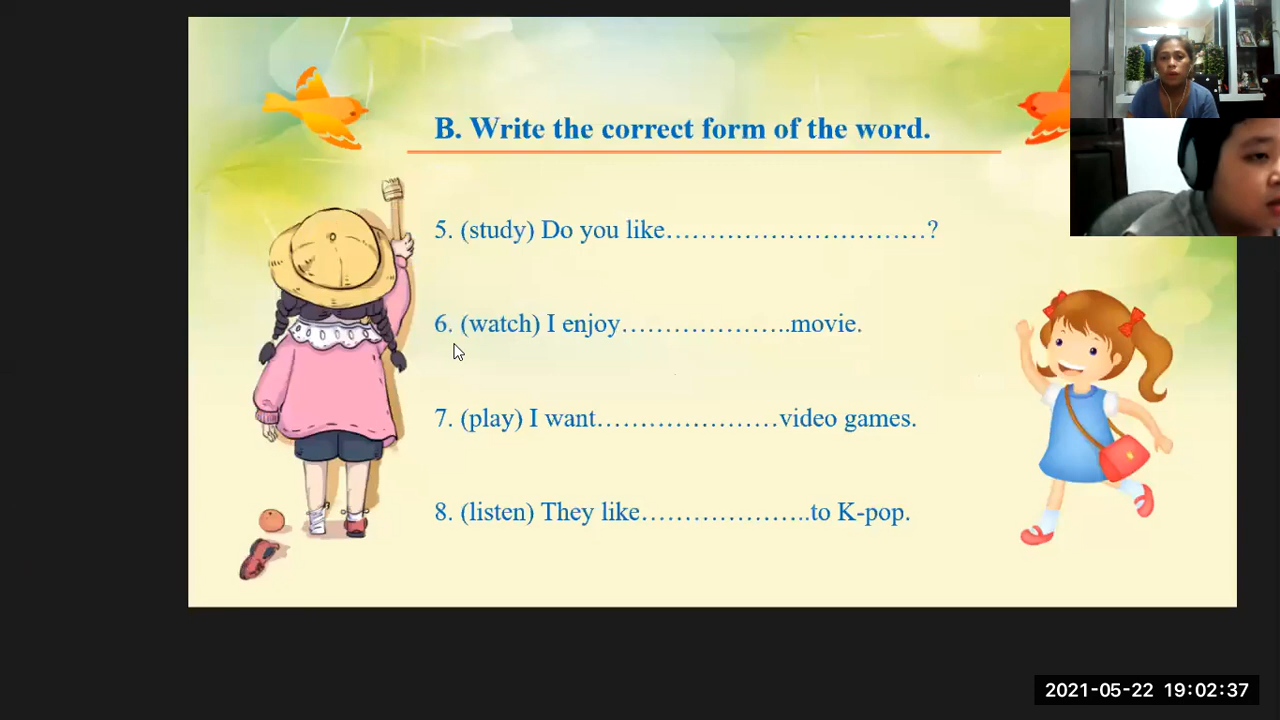 B. Write the correct form of the word.
5. (study) Do you like…………………………?
6. (watch) I enjoy………………..movie.
7. (play) I want…………………video games.
8. (listen) They like………………..to K-pop.
2021-05-22 19:02:37